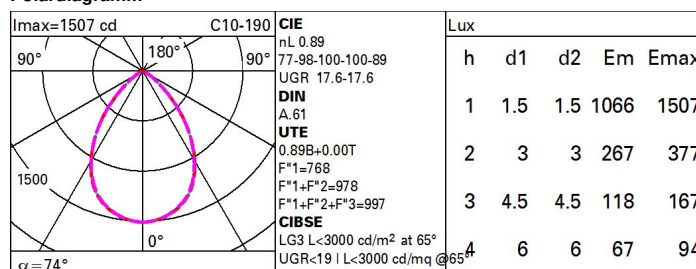 Imax=1507 cd C10-190
90° 180° 90°
1500
0°
α=74°
CIE
nL 0.89
77-98-100-100-89
UGR 17.6-17.6
DIN
A.61
UTE
0.89B+0.00T
F"1=768
F"1+F"2=978
F"1+F"2+F"3=997
CIBSE
LG3 L<3000 cd/m² at 65°
UGR<19 | L<3000 cd/mq @65°
Lux
h d1 d2 Em Emax
1 1.5 1.5 1066 1507
2 3 3 267 377
3 4.5 4.5 118 167
4 6 6 67 94